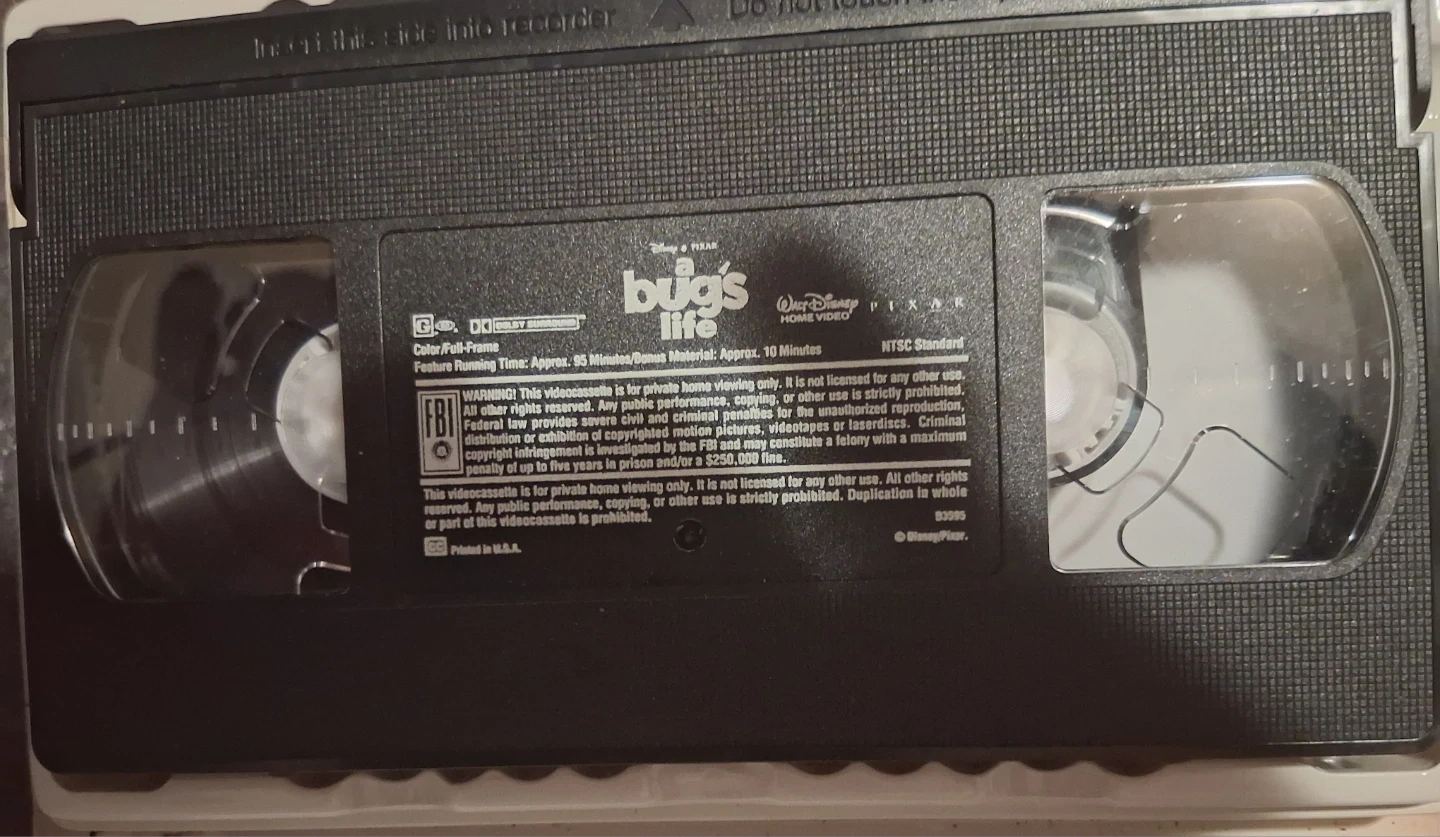 Insert this side into recorder Do not touch the
Disney • PIXAR
a
bug's
life
WALT DISNEY
HOME VIDEO
PIXAR
G DOLBY SURROUND
Color/Full-Frame
NTSC Standard
Feature Running Time: Approx. 95 Minutes/Bonus Material: Approx. 10 Minutes
FBI
WARNING! This videocassette is for private home viewing only. It is not licensed for any other use.
All other rights reserved. Any public performance, copying, or other use is strictly prohibited.
Federal law provides severe civil and criminal penalties for the unauthorized reproduction,
distribution or exhibition of copyrighted motion pictures, videotapes or laserdiscs. Criminal
copyright infringement is investigated by the FBI and may constitute a felony with a maximum
penalty of up to five years in prison and/or a $250,000 fine.
This videocassette is for private home viewing only. It is not licensed for any other use. All other rights
reserved. Any public performance, copying, or other use is strictly prohibited. Duplication in whole
or part of this videocassette is prohibited.
CC Printed in U.S.A.
© Disney/Pixar.